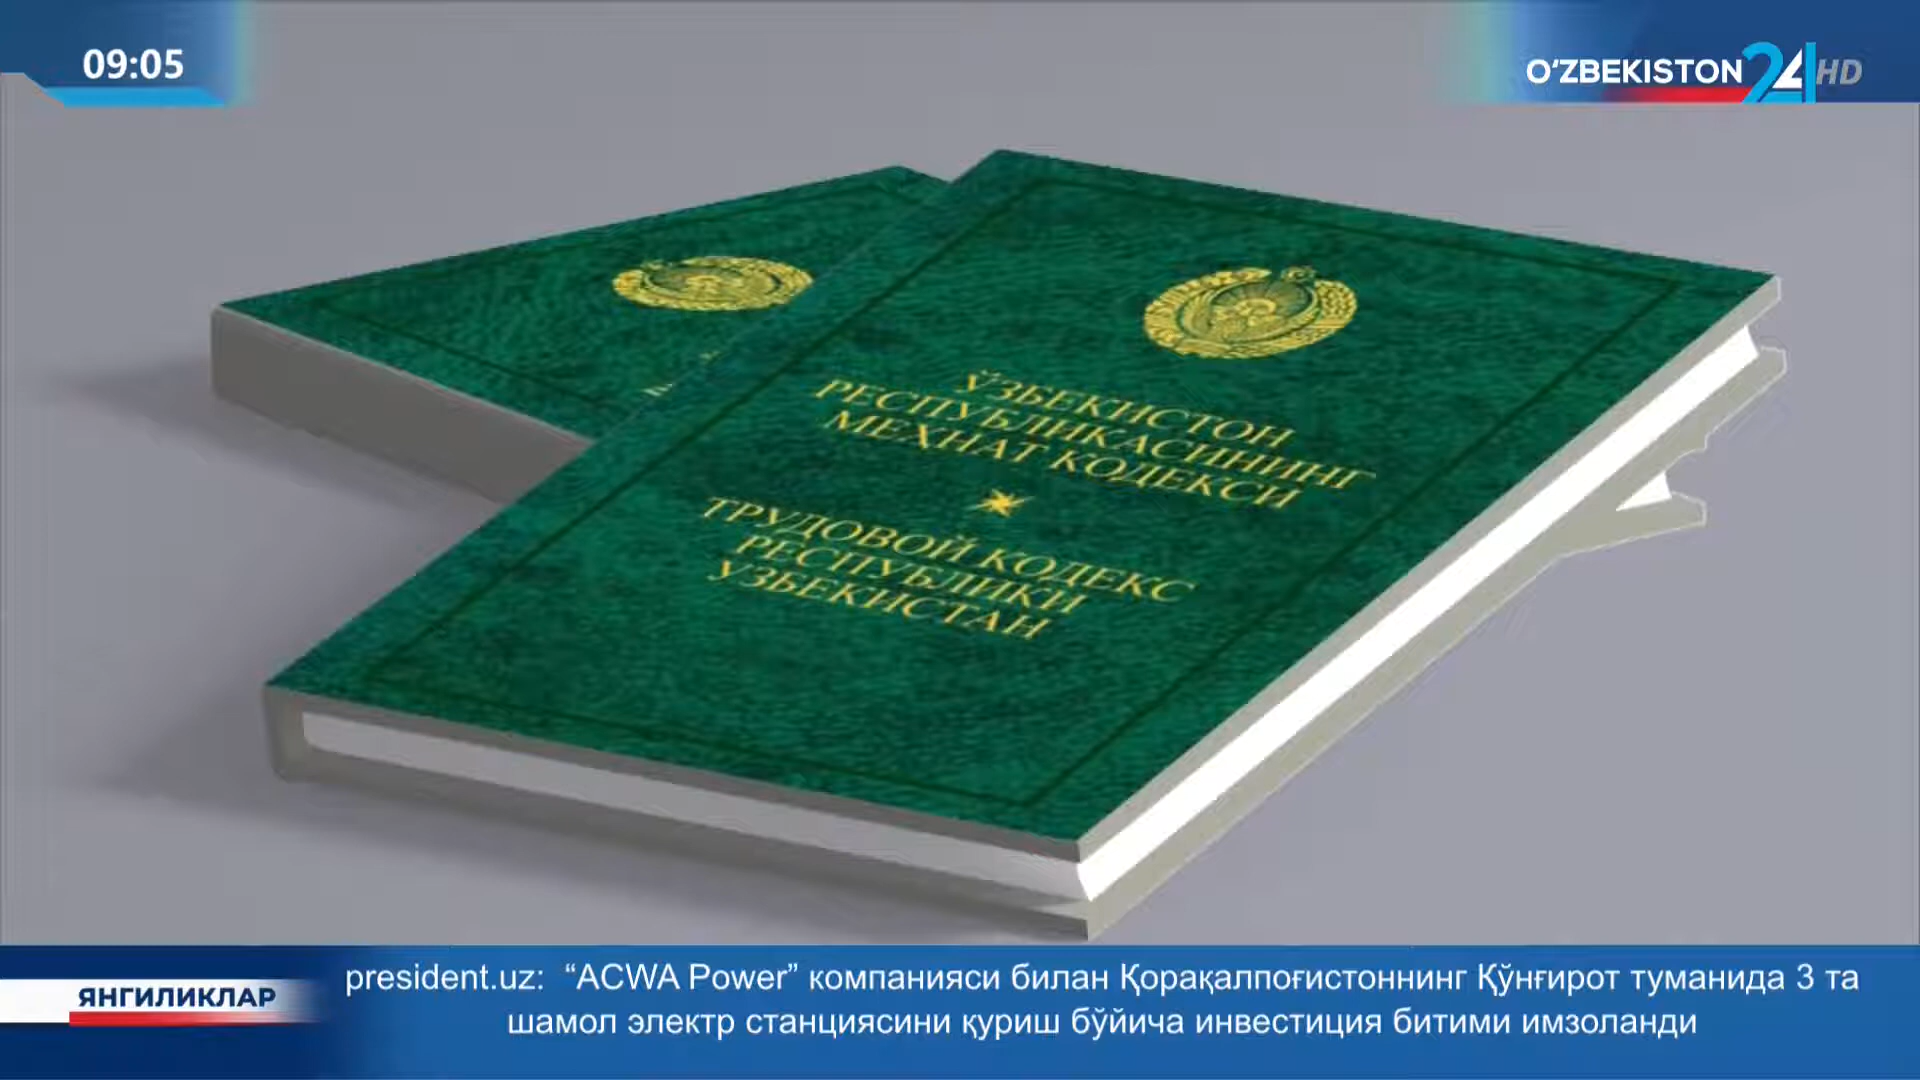 09:05
O‘ZBEKISTON 24 HD
ЎЗБЕКИСТОН
РЕСПУБЛИКАСИНИНГ
МЕХНАТ КОДЕКСИ
ТРУДОВОЙ КОДЕКС
РЕСПУБЛИКИ
УЗБЕКИСТАН
ЯНГИЛИКЛАР
president.uz: “ACWA Power” компанияси билан Қорақалпоғистоннинг Қўнғирот туманида 3 та
шамол электр станциясини қуриш бўйича инвестиция битими имзоланди